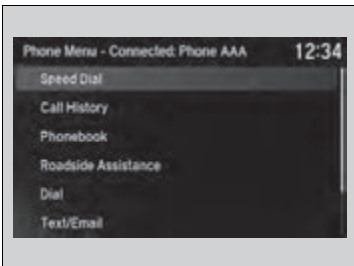 Phone Menu - Connected: Phone AAA 12:34
Speed Dial
Call History
Phonebook
Roadside Assistance
Dial
Text/Email